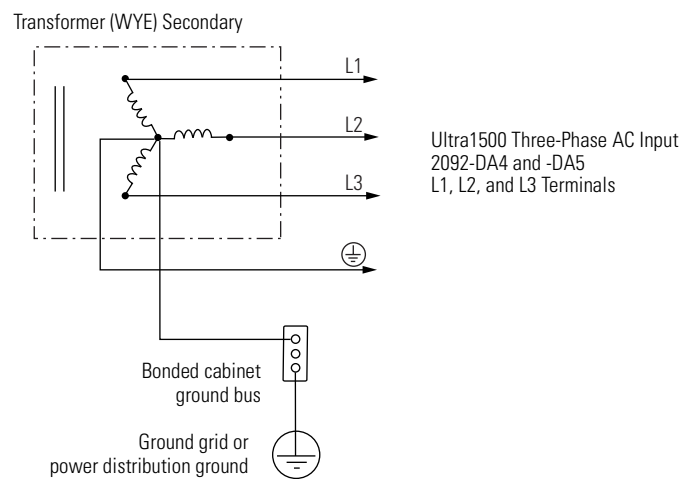 Transformer (WYE) Secondary
L1
L2
L3
Ultra1500 Three-Phase AC Input
2092-DA4 and -DA5
L1, L2, and L3 Terminals
Bonded cabinet
ground bus
Ground grid or
power distribution ground